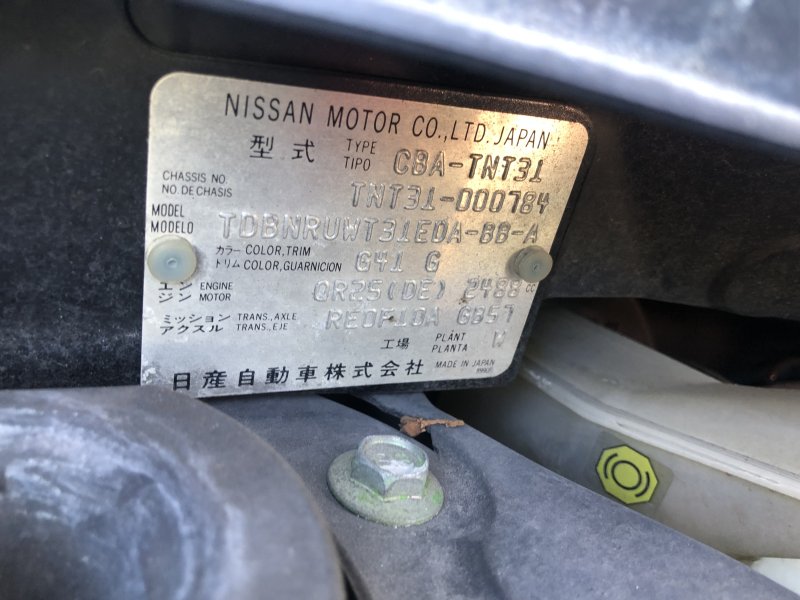 NISSAN MOTOR CO.,LTD. JAPAN
型式 TYPE TIPO CBA-TNT31
CHASSIS NO. NO. DE CHASIS TNT31-000784
MODEL MODELO TDBNRUWT31EDA-BB-A
カラー COLOR, TRIM
トリム COLOR, GUARNICION G41 G
エンジン ENGINE MOTOR QR25(DE) 2488 CC
ミッション TRANS., AXLE
アクスル TRANS., EJE RE0F10A GB57
工場 PLANT PLANTA W
日産自動車株式会社 MADE IN JAPAN